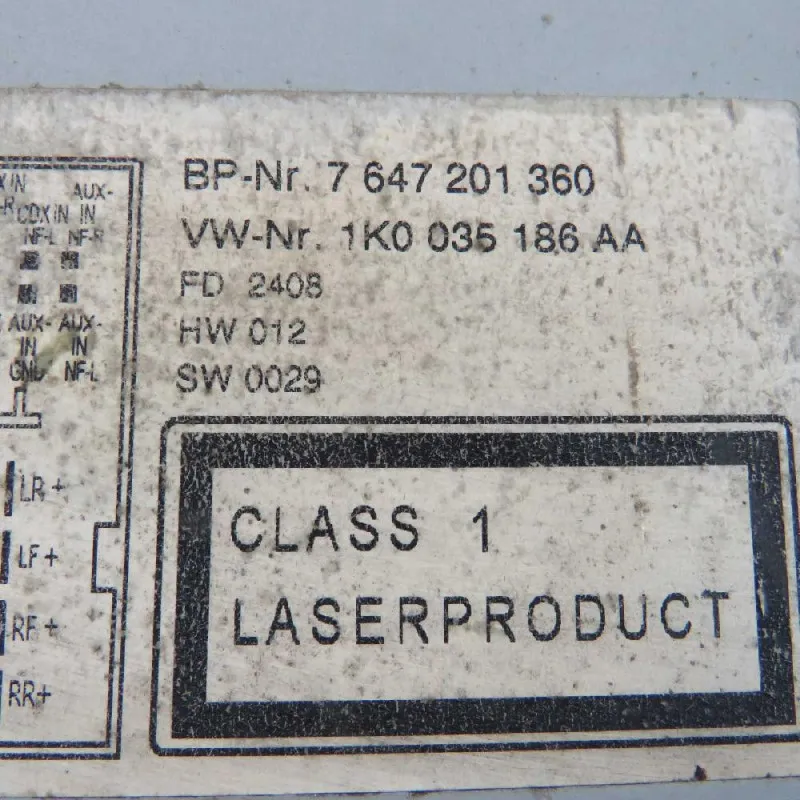 BP-Nr. 7 647 201 360
VW-Nr. 1K0 035 186 AA
FD 2408
HW 012
SW 0029
CLASS 1
LASERPRODUCT
AUX-
CDXIN IN
NF-L NF-R
AUX- AUX-
IN IN
GND NF-L
LR+
LF+
RF+
RR+